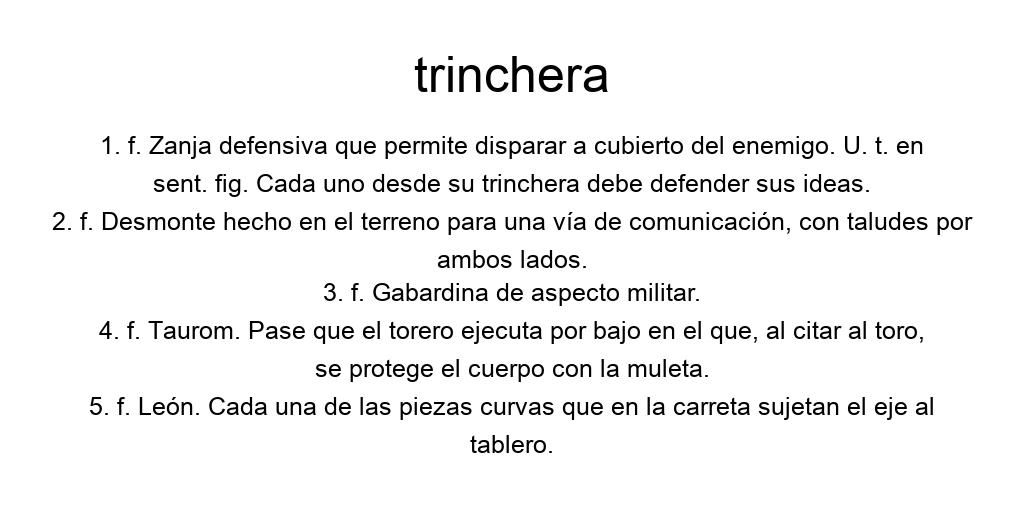 trinchera
1. f. Zanja defensiva que permite disparar a cubierto del enemigo. U. t. en
sent. fig. Cada uno desde su trinchera debe defender sus ideas.
2. f. Desmonte hecho en el terreno para una vía de comunicación, con taludes por
ambos lados.
3. f. Gabardina de aspecto militar.
4. f. Taurom. Pase que el torero ejecuta por bajo en el que, al citar al toro,
se protege el cuerpo con la muleta.
5. f. León. Cada una de las piezas curvas que en la carreta sujetan el eje al
tablero.